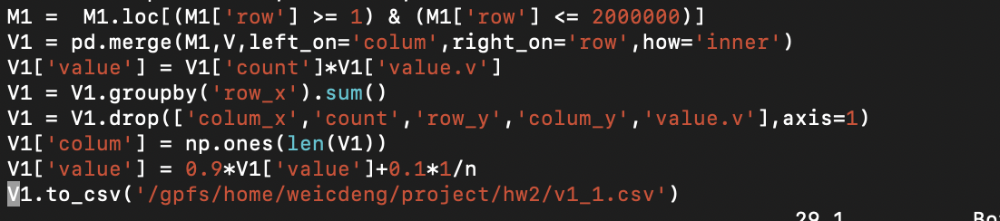 M1 =  M1.loc[(M1['row'] >= 1) & (M1['row'] <= 2000000)]
V1 = pd.merge(M1,V,left_on='colum',right_on='row',how='inner')
V1['value'] = V1['count']*V1['value.v']
V1 = V1.groupby('row_x').sum()
V1 = V1.drop(['colum_x','count','row_y','colum_y','value.v'],axis=1)
V1['colum'] = np.ones(len(V1))
V1['value'] = 0.9*V1['value']+0.1*1/n
V1.to_csv('/gpfs/home/weicdeng/project/hw2/v1_1.csv')